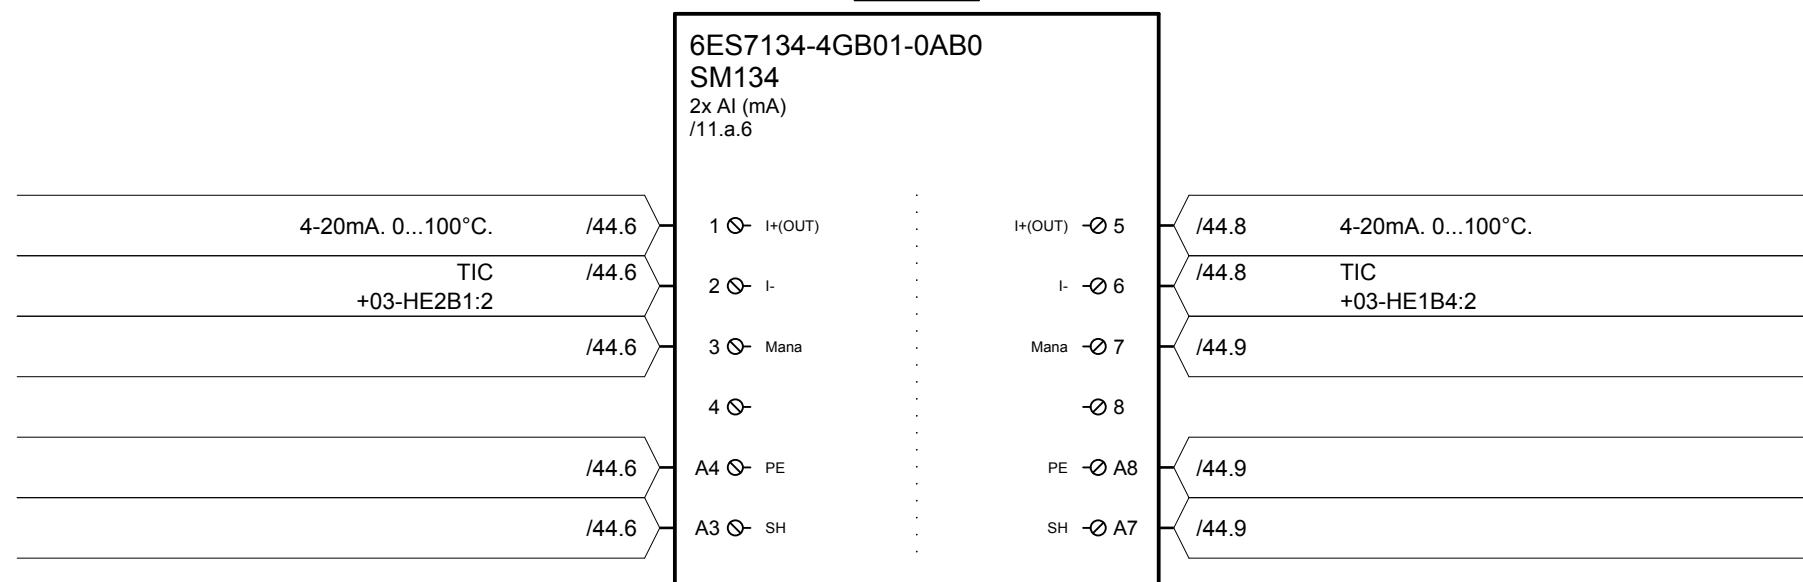 6ES7134-4GB01-0AB0
SM134
2x AI (mA)
/11.a.6
4-20mA. 0...100°C. /44.6 1 I+(OUT) I+(OUT) 5 /44.8 4-20mA. 0...100°C.
TIC /44.6 2 I- I- 6 /44.8 TIC
+03-HE2B1:2 +03-HE1B4:2
/44.6 3 Mana Mana 7 /44.9
4 8
/44.6 A4 PE PE A8 /44.9
/44.6 A3 SH SH A7 /44.9